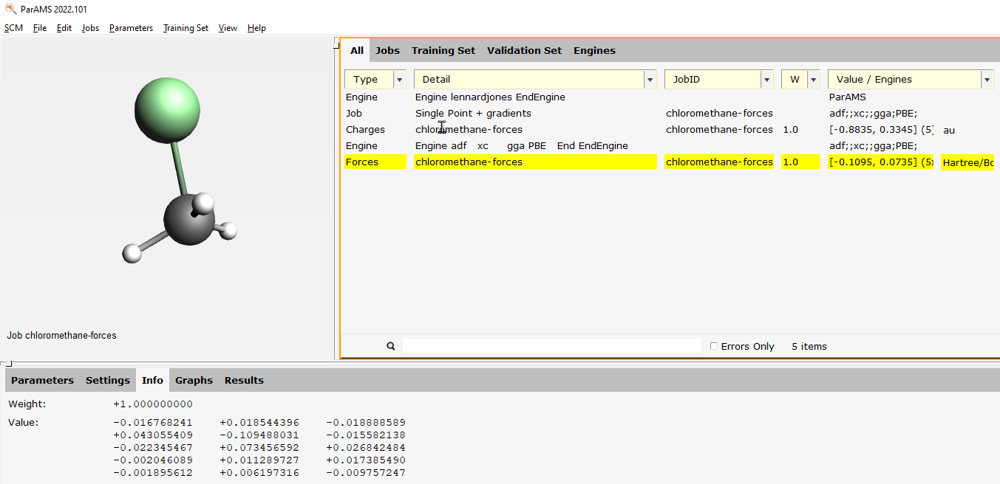 ParAMS 2022.101
SCM File Edit Jobs Parameters Training Set View Help
All Jobs Training Set Validation Set Engines
Type Detail JobID W Value / Engines
Engine Engine lennardjones EndEngine ParAMS
Job Single Point + gradients chloromethane-forces adf;;xc;;gga;PBE;
Charges chloromethane-forces chloromethane-forces 1.0 [-0.8835, 0.3345] (5) au
Engine Engine adf xc gga PBE End EndEngine adf;;xc;;gga;PBE;
Forces chloromethane-forces chloromethane-forces 1.0 [-0.1095, 0.0735] (5x Hartree/Bo
Job chloromethane-forces
Errors Only 5 items
Parameters Settings Info Graphs Results
Weight: +1.000000000
Value: -0.016768241 +0.018544396 -0.018888589
+0.043055409 -0.109488031 -0.015582138
-0.022345467 +0.073456592 +0.026842484
-0.002046089 +0.011289727 +0.017385490
-0.001895612 +0.006197316 -0.009757247